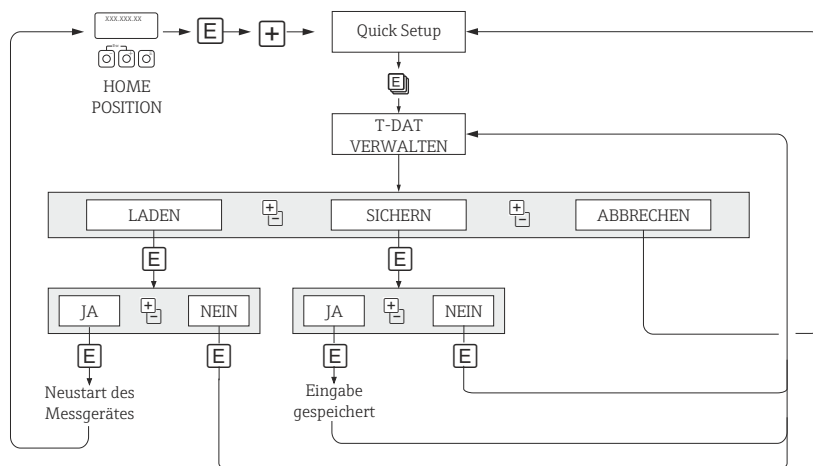 XXX.XXX.XX
E
+
Quick Setup
Esc
- + E
HOME
POSITION
E
T-DAT
VERWALTEN
LADEN
+
-
SICHERN
+
-
ABBRECHEN
E
E
JA
+
-
NEIN
JA
+
-
NEIN
E
E
E
E
Neustart des
Messgerätes
Eingabe
gespeichert